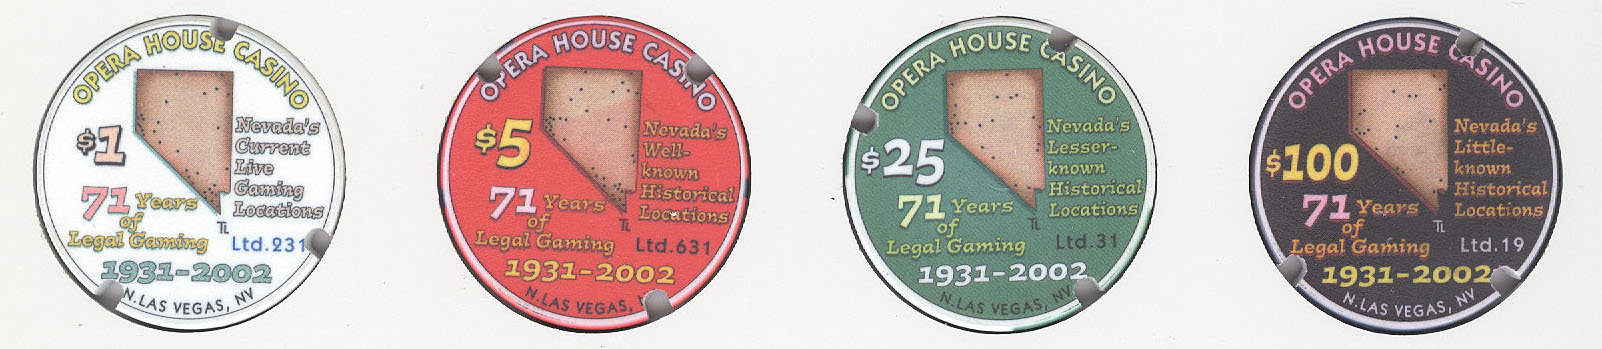 OPERA HOUSE CASINO
$1
Nevada's
Current
Live
Gaming
Locations
71 Years
of
Legal Gaming
TL
Ltd.231
1931-2002
N.LAS VEGAS, NV
OPERA HOUSE CASINO
$5
Nevada's
Well-
known
Historical
Locations
71 Years
of
Legal Gaming
TL
Ltd.631
1931-2002
N.LAS VEGAS,
OPERA HOUSE CASINO
$25
Nevada's
Lesser-
known
Historical
Locations
71 Years
of
Legal Gaming
TL
Ltd.31
1931-2002
N.LAS VEGAS, NV
OPERA HOUSE CASINO
$100
Nevada's
Little-
known
Historical
Locations
71 Years
of
Legal Gaming
TL
Ltd.19
1931-2002
N.LAS VEGAS, NV